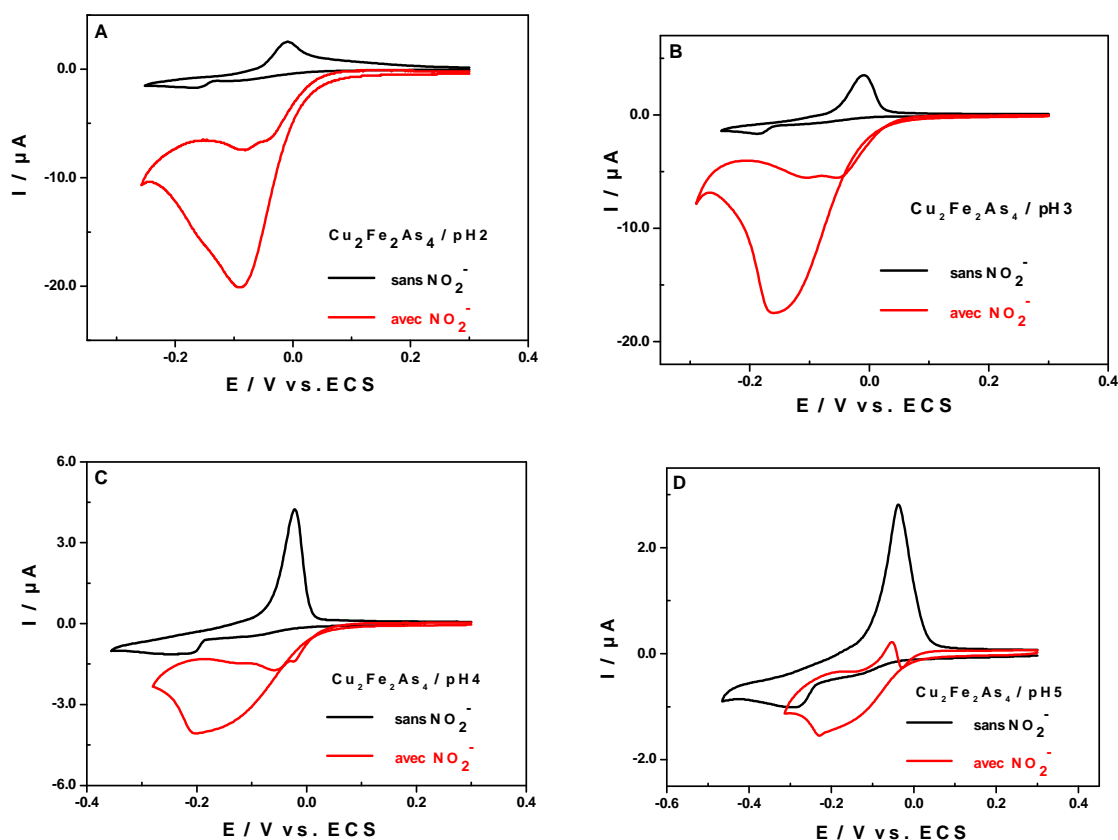 A
0.0
-10.0
-20.0
I / µA
Cu2Fe2As4 / pH2
sans NO2-
avec NO2-
-0.2 0.0 0.2 0.4
E / V vs. ECS
B
0.0
-10.0
-20.0
I / µA
Cu2Fe2As4 / pH3
sans NO2-
avec NO2-
-0.2 0.0 0.2 0.4
E / V vs. ECS
C
6.0
3.0
0.0
-3.0
-6.0
I / µA
Cu2Fe2As4 / pH4
sans NO2-
avec NO2-
-0.4 -0.2 0.0 0.2 0.4
E / V vs. ECS
D
2.0
0.0
-2.0
I / µA
Cu2Fe2As4 / pH5
sans NO2-
avec NO2-
-0.6 -0.4 -0.2 0.0 0.2 0.4
E / V vs. ECS